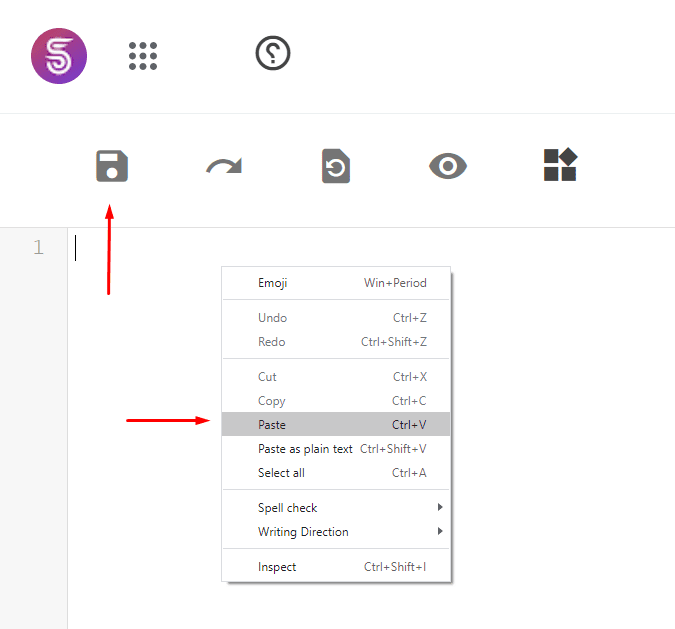 1
Emoji Win+Period
Undo Ctrl+Z
Redo Ctrl+Shift+Z
Cut Ctrl+X
Copy Ctrl+C
Paste Ctrl+V
Paste as plain text Ctrl+Shift+V
Select all Ctrl+A
Spell check
Writing Direction
Inspect Ctrl+Shift+I